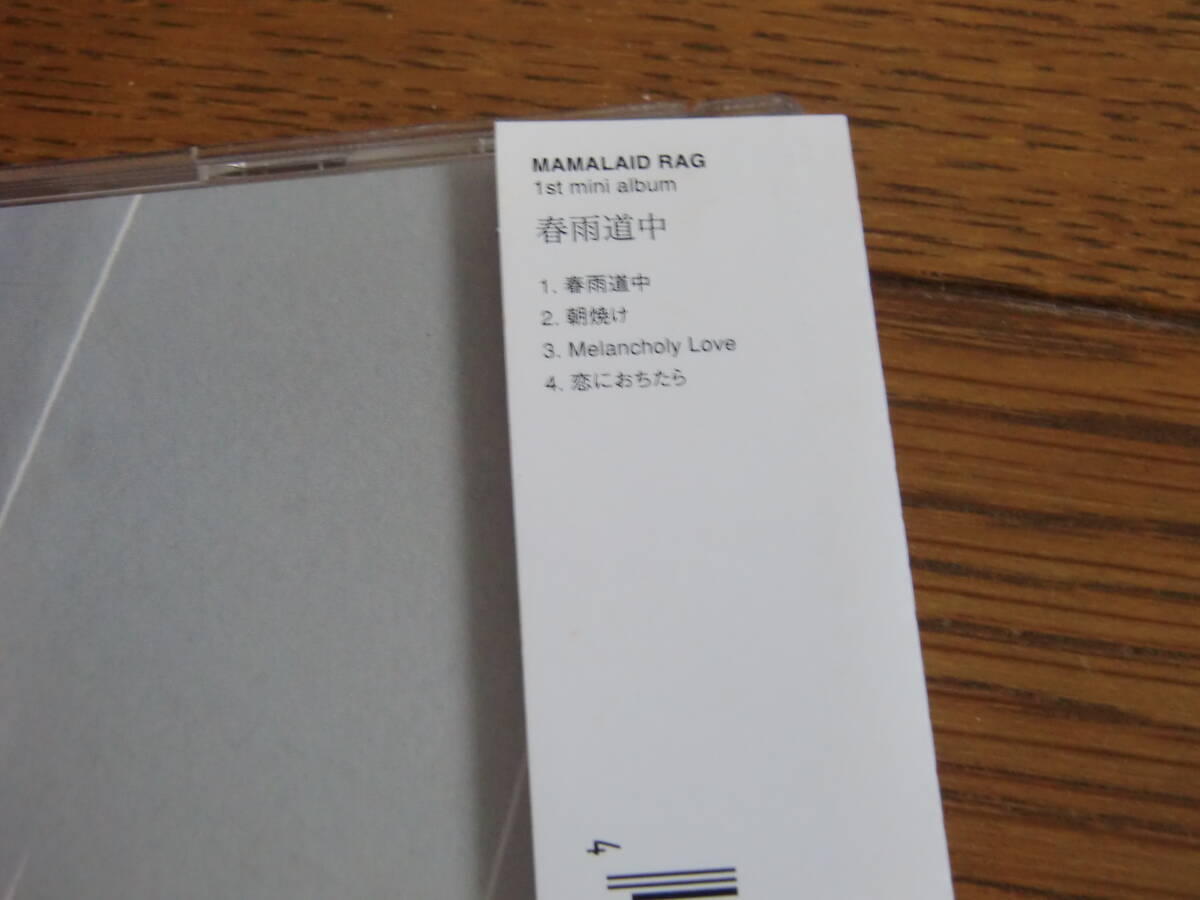 MAMALAID RAG
1st mini album
春雨道中
1. 春雨道中
2. 朝焼け
3. Melancholy Love
4. 恋におちたら
4